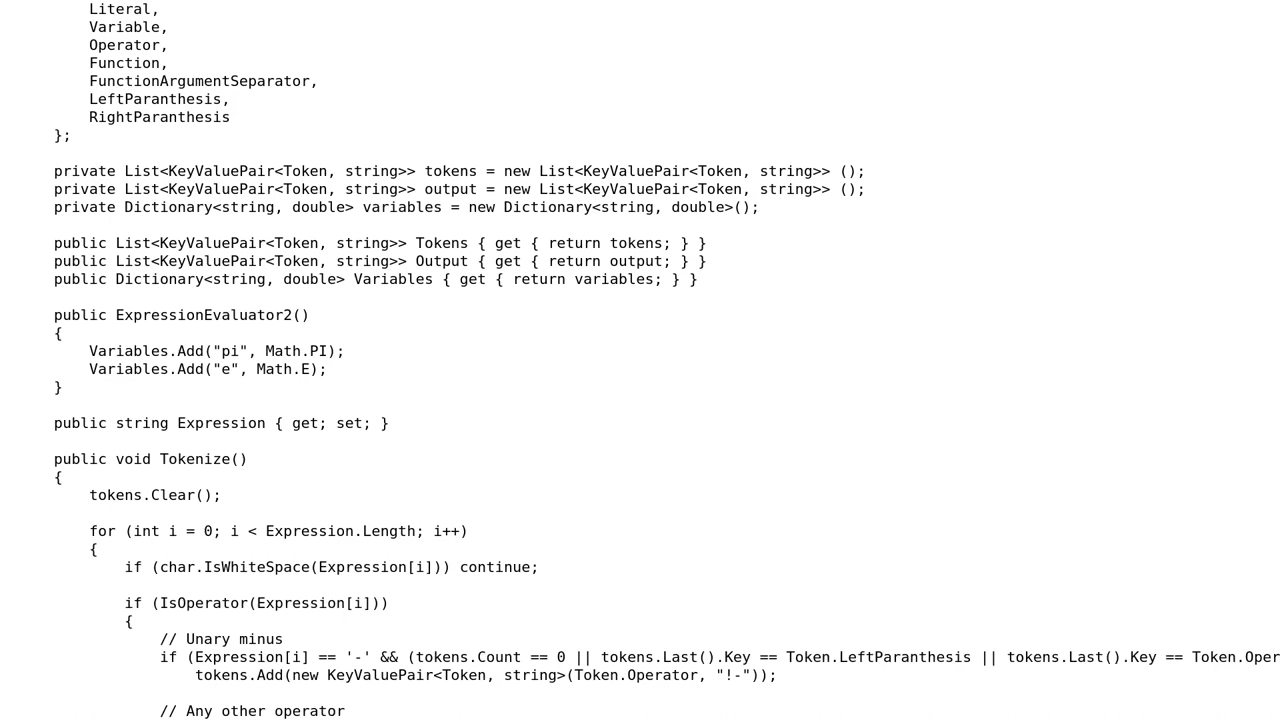 Literal,
Variable,
Operator,
Function,
FunctionArgumentSeparator,
LeftParanthesis,
RightParanthesis
};
private List<KeyValuePair<Token, string>> tokens = new List<KeyValuePair<Token, string>> ();
private List<KeyValuePair<Token, string>> output = new List<KeyValuePair<Token, string>> ();
private Dictionary<string, double> variables = new Dictionary<string, double>();
public List<KeyValuePair<Token, string>> Tokens { get { return tokens; } }
public List<KeyValuePair<Token, string>> Output { get { return output; } }
public Dictionary<string, double> Variables { get { return variables; } }
public ExpressionEvaluator2()
{
Variables.Add("pi", Math.PI);
Variables.Add("e", Math.E);
}
public string Expression { get; set; }
public void Tokenize()
{
tokens.Clear();
for (int i = 0; i < Expression.Length; i++)
{
if (char.IsWhiteSpace(Expression[i])) continue;
if (IsOperator(Expression[i]))
{
// Unary minus
if (Expression[i] == '-' && (tokens.Count == 0 || tokens.Last().Key == Token.LeftParanthesis || tokens.Last().Key == Token.Oper
tokens.Add(new KeyValuePair<Token, string>(Token.Operator, "!-"));
// Any other operator